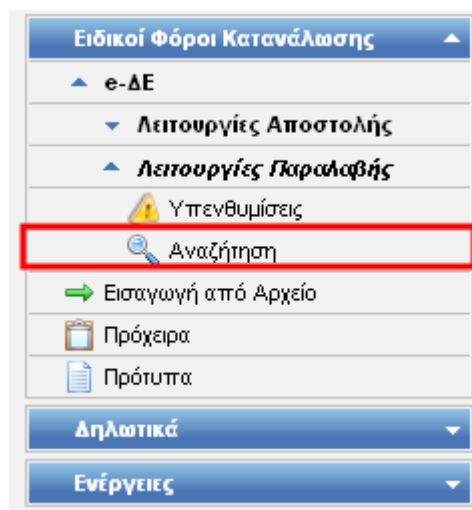 Ειδικοί Φόροι Κατανάλωσης
e-ΔΕ
Λειτουργίες Αποστολής
Λειτουργίες Παραλαβής
Υπενθυμίσεις
Αναζήτηση
Εισαγωγή από Αρχείο
Πρόχειρα
Πρότυπα
Δηλωτικά
Ενέργειες